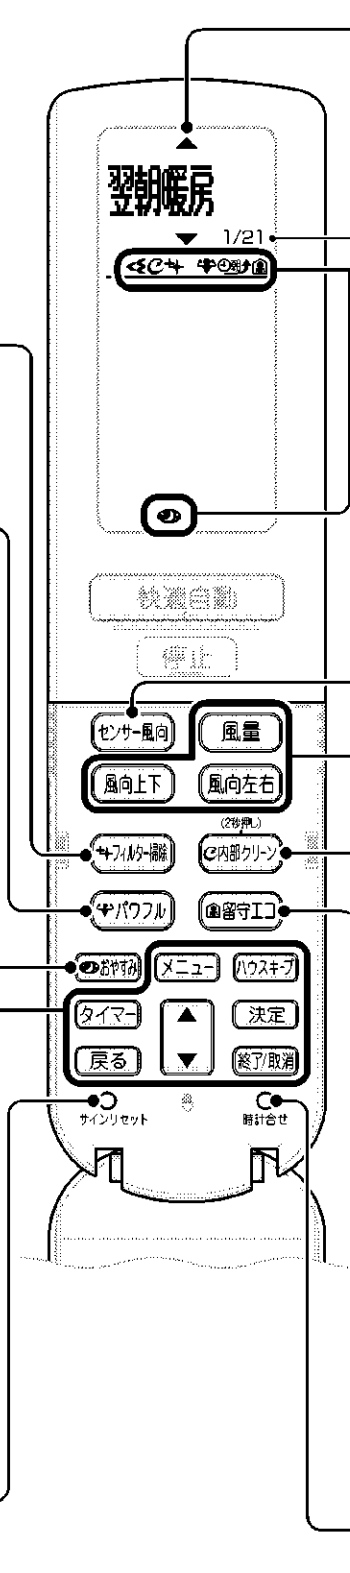 ▲
翌朝暖房
▼ 1/21
快適自動
停止
センサー風向 風量
風向上下 風向左右
(2秒押し)
フィルター掃除 内部クリーン
パワフル 留守エコ
おやすみ メニュー ハウスキープ
タイマー ▲ 決定
戻る ▼ 終了/取消
サインリセット 時計合せ